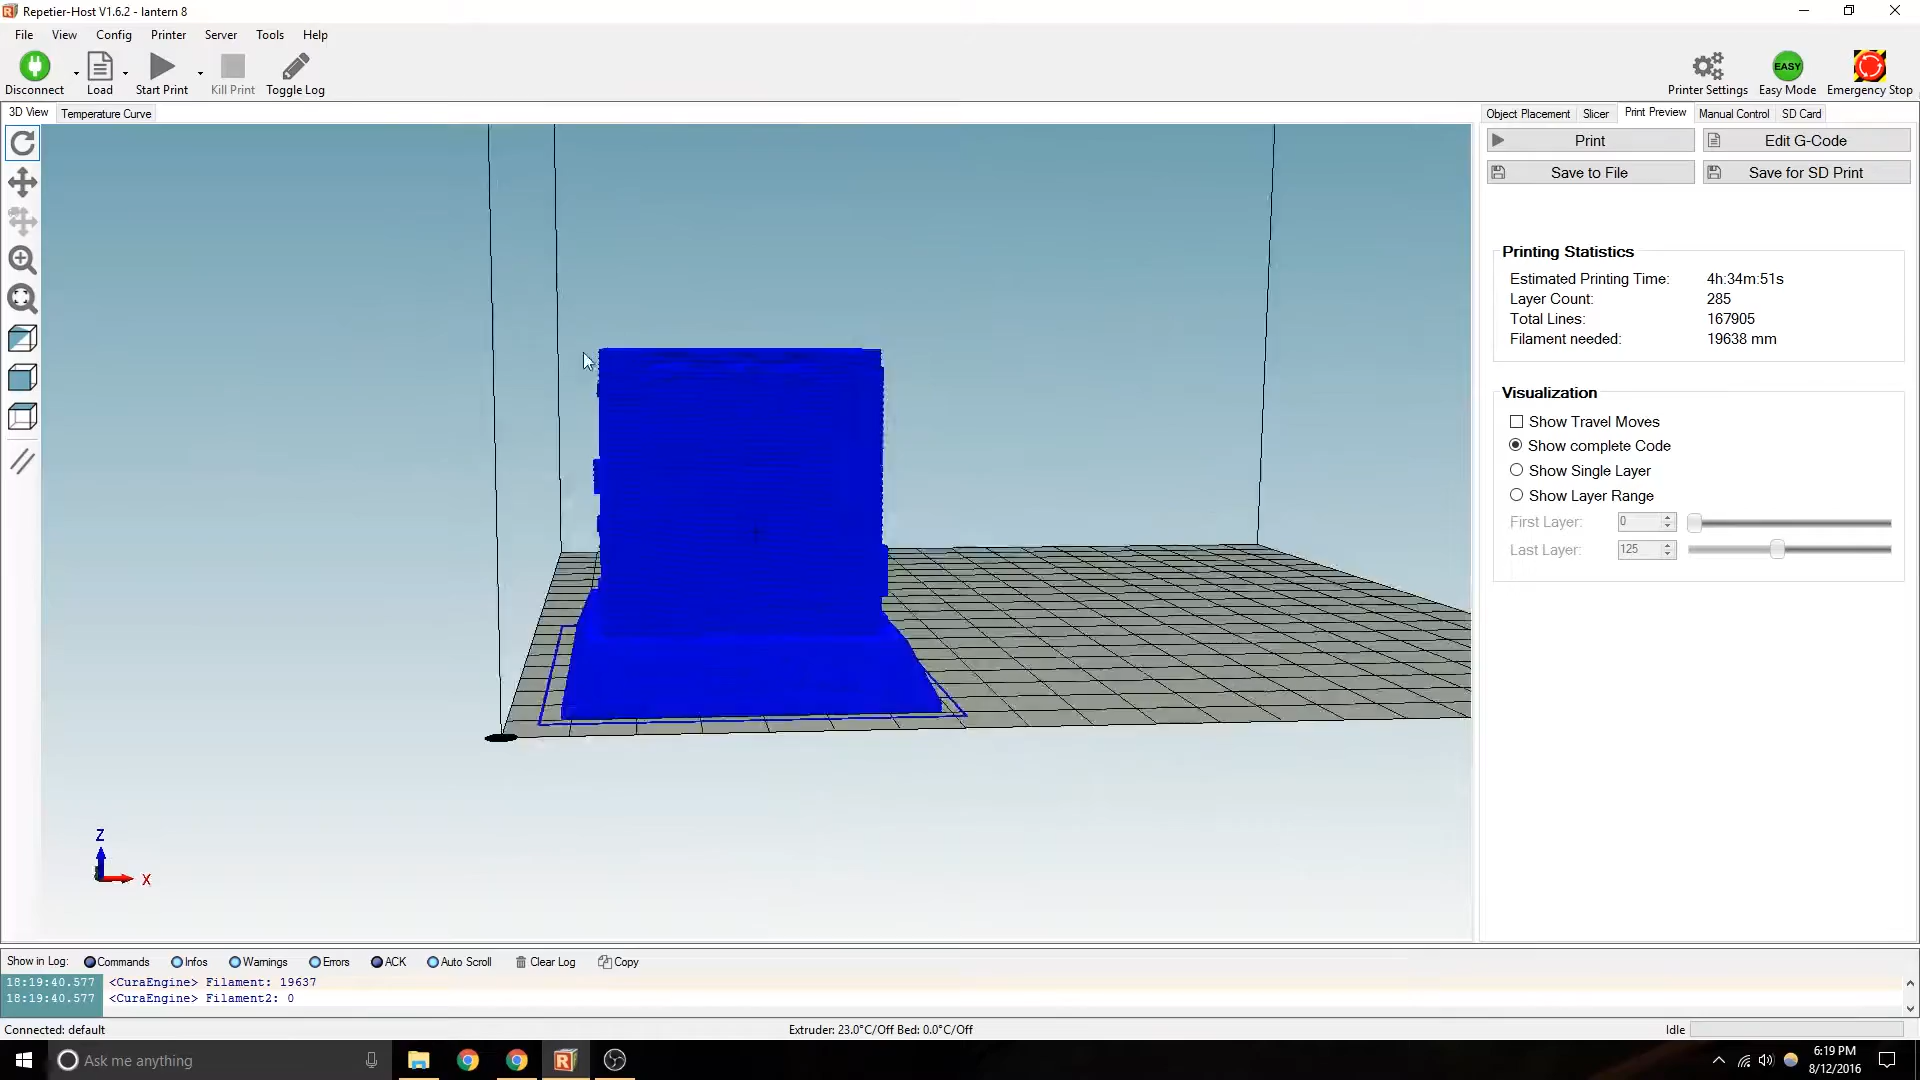 Repetier-Host V1.6.2 - lantern 8
File View Config Printer Server Tools Help
Disconnect Load Start Print Kill Print Toggle Log Printer Settings EASY Easy Mode Emergency Stop
3D View Temperature Curve Object Placement Slicer Print Preview Manual Control SD Card
Print Edit G-Code
Save to File Save for SD Print
Printing Statistics
Estimated Printing Time: 4h:34m:51s
Layer Count: 285
Total Lines: 167905
Filament needed: 19638 mm
Visualization
Show Travel Moves
Show complete Code
Show Single Layer
Show Layer Range
First Layer: 0
Last Layer: 125
Z
X
Show in Log: Commands Infos Warnings Errors ACK Auto Scroll Clear Log Copy
18:19:40.577 <CuraEngine> Filament: 19637
18:19:40.577 <CuraEngine> Filament2: 0
Connected: default Extruder: 23.0°C/Off Bed: 0.0°C/Off Idle
Ask me anything
6:19 PM
8/12/2016